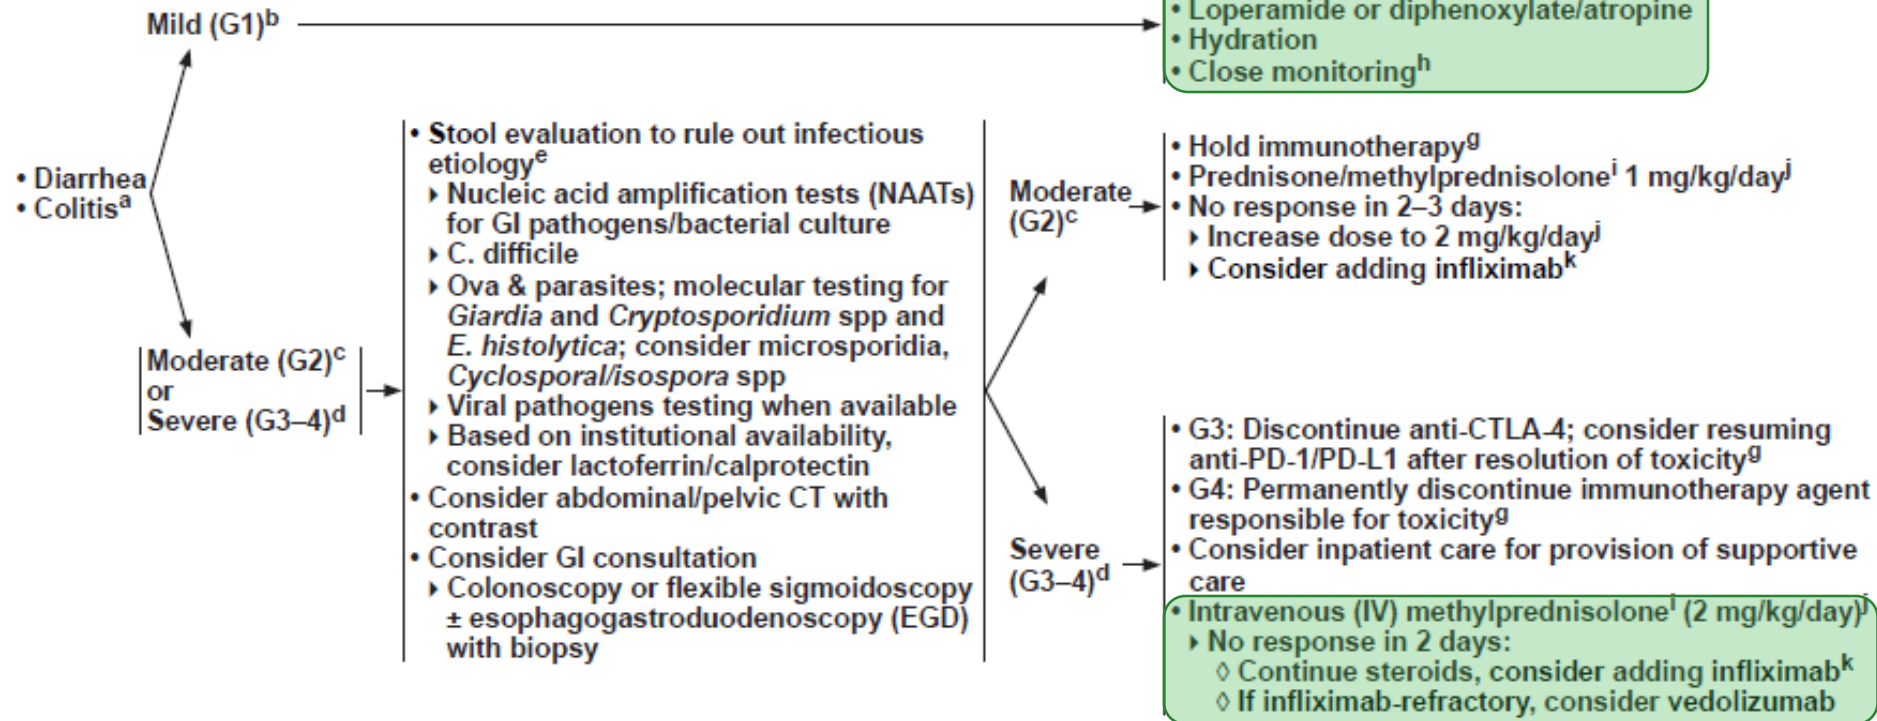 Mild (G1)b
• Loperamide or diphenoxylate/atropine
• Hydration
• Close monitoringh
• Diarrhea
• Colitisa
Moderate (G2)c
or
Severe (G3–4)d
• Stool evaluation to rule out infectious
etiologye
▸ Nucleic acid amplification tests (NAATs)
for GI pathogens/bacterial culture
▸ C. difficile
▸ Ova & parasites; molecular testing for
Giardia and Cryptosporidium spp and
E. histolytica; consider microsporidia,
Cyclosporal/isospora spp
▸ Viral pathogens testing when available
▸ Based on institutional availability,
consider lactoferrin/calprotectin
• Consider abdominal/pelvic CT with
contrast
• Consider GI consultation
▸ Colonoscopy or flexible sigmoidoscopy
± esophagogastroduodenoscopy (EGD)
with biopsy
Moderate
(G2)c
• Hold immunotherapyg
• Prednisone/methylprednisolonei 1 mg/kg/dayj
• No response in 2–3 days:
▸ Increase dose to 2 mg/kg/dayj
▸ Consider adding infliximabk
Severe
(G3–4)d
• G3: Discontinue anti-CTLA-4; consider resuming
anti-PD-1/PD-L1 after resolution of toxicityg
• G4: Permanently discontinue immunotherapy agent
responsible for toxicityg
• Consider inpatient care for provision of supportive
care
• Intravenous (IV) methylprednisolonei (2 mg/kg/day)j
▸ No response in 2 days:
◊ Continue steroids, consider adding infliximabk
◊ If infliximab-refractory, consider vedolizumab